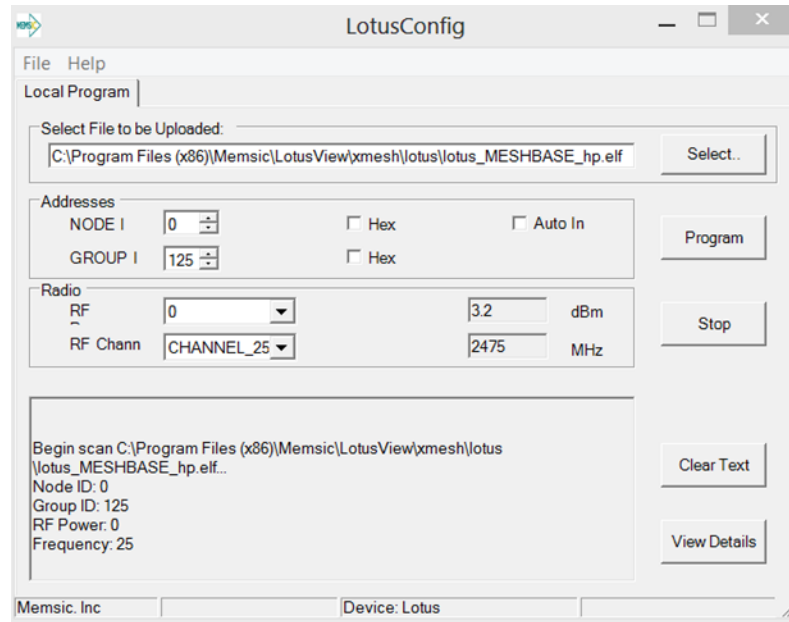 LotusConfig
File Help
Local Program
Select File to be Uploaded:
C:\Program Files (x86)\Memsic\LotusView\xmesh\lotus\lotus_MESHBASE_hp.elf Select..
Addresses
NODE I 0 Hex Auto In
GROUP I 125 Hex
Program
Radio
RF 0 3.2 dBm
RF Chann CHANNEL_25 2475 MHz
Stop
Begin scan C:\Program Files (x86)\Memsic\LotusView\xmesh\lotus
\lotus_MESHBASE_hp.elf...
Node ID: 0
Group ID: 125
RF Power: 0
Frequency: 25
Clear Text
View Details
Memsic. Inc Device: Lotus